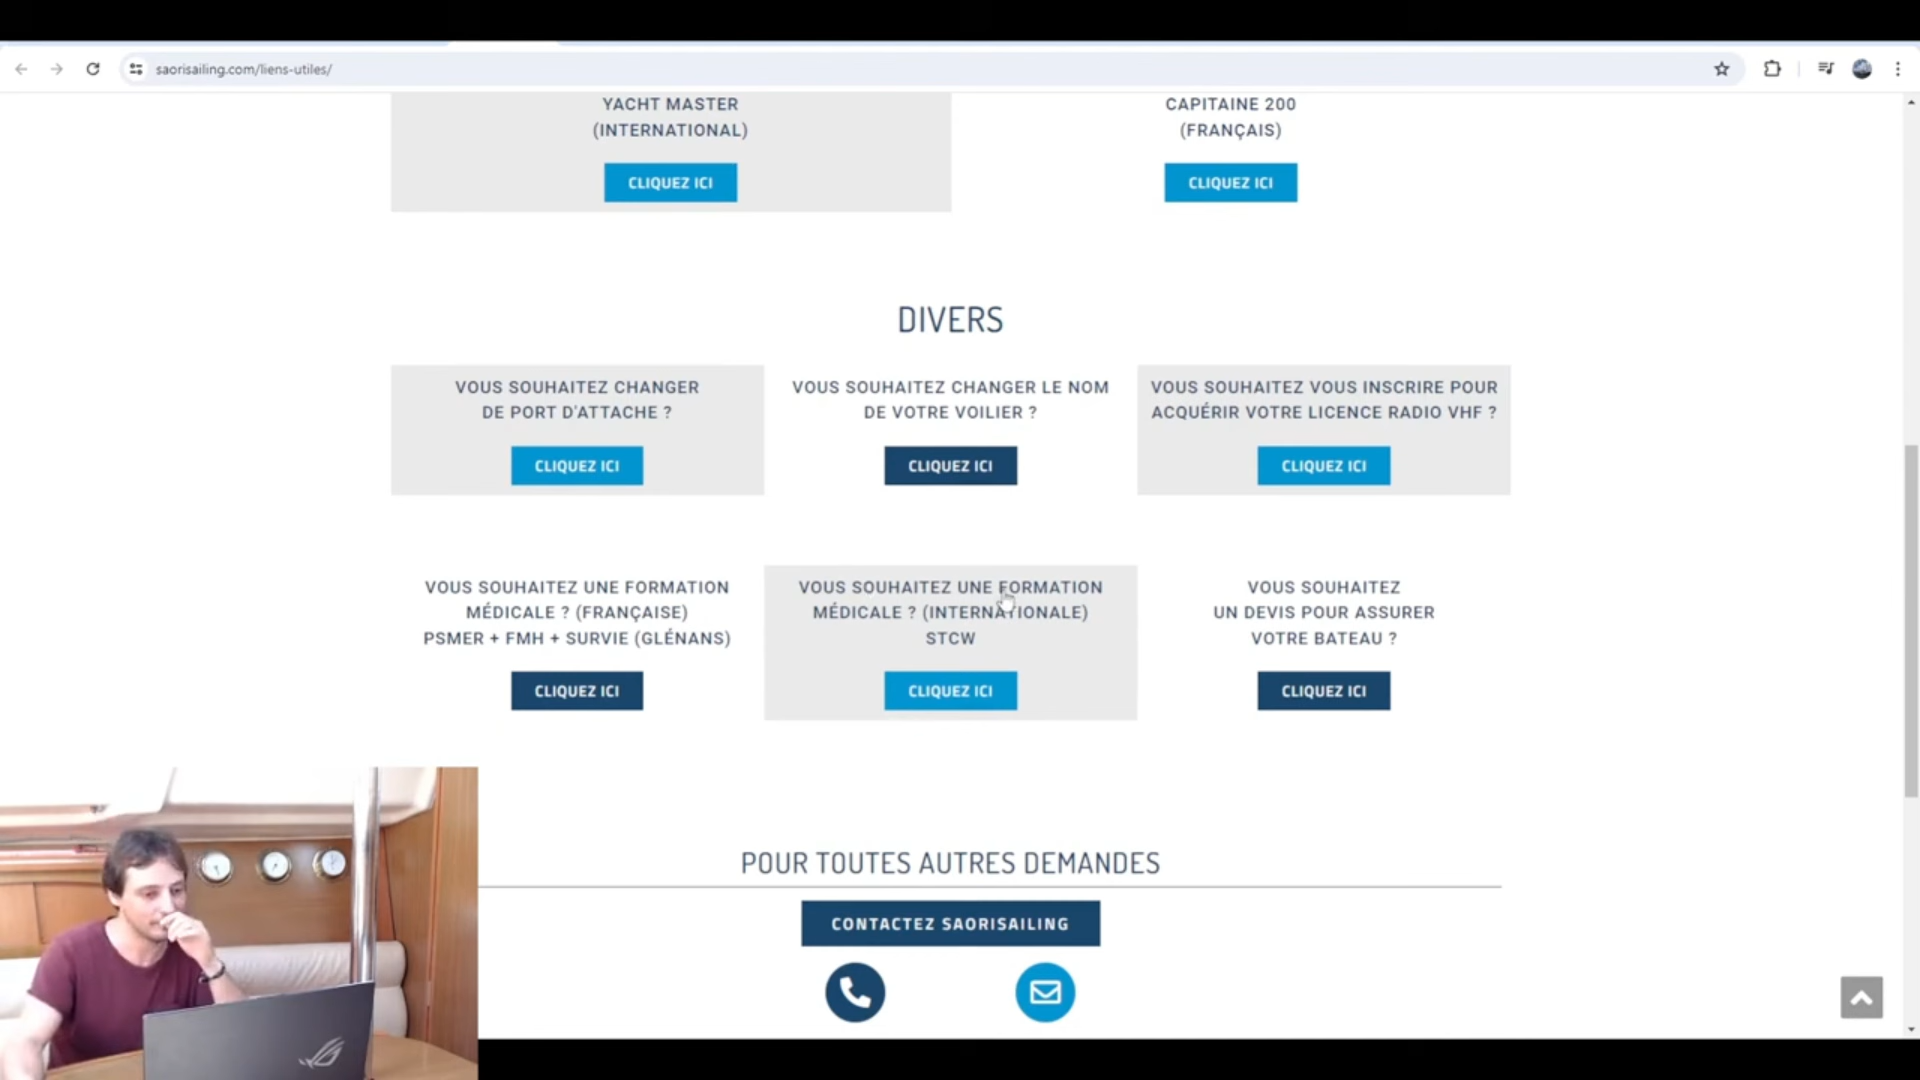 saorisailing.com/liens-utiles/
YACHT MASTER
(INTERNATIONAL)
CLIQUEZ ICI
CAPITAINE 200
(FRANÇAIS)
CLIQUEZ ICI
DIVERS
VOUS SOUHAITEZ CHANGER
DE PORT D'ATTACHE ?
CLIQUEZ ICI
VOUS SOUHAITEZ CHANGER LE NOM
DE VOTRE VOILIER ?
CLIQUEZ ICI
VOUS SOUHAITEZ VOUS INSCRIRE POUR
ACQUÉRIR VOTRE LICENCE RADIO VHF ?
CLIQUEZ ICI
VOUS SOUHAITEZ UNE FORMATION
MÉDICALE ? (FRANÇAISE)
PSMER + FMH + SURVIE (GLÉNANS)
CLIQUEZ ICI
VOUS SOUHAITEZ UNE FORMATION
MÉDICALE ? (INTERNATIONALE)
STCW
CLIQUEZ ICI
VOUS SOUHAITEZ
UN DEVIS POUR ASSURER
VOTRE BATEAU ?
CLIQUEZ ICI
POUR TOUTES AUTRES DEMANDES
CONTACTEZ SAORISAILING